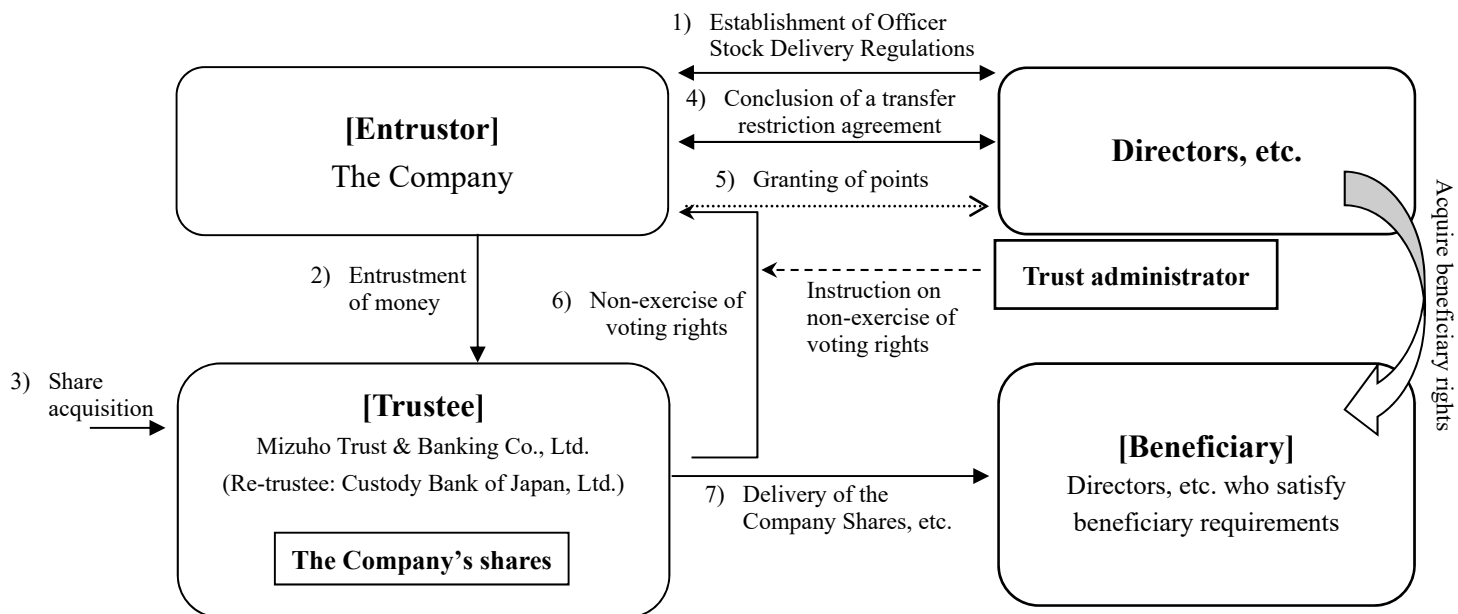 1) Establishment of Officer
Stock Delivery Regulations
[Entrustor]
The Company
4) Conclusion of a transfer
restriction agreement
Directors, etc.
5) Granting of points
Acquire beneficiary rights
2) Entrustment
of money
6) Non-exercise of
voting rights
Trust administrator
Instruction on
non-exercise of
voting rights
3) Share
acquisition
[Trustee]
Mizuho Trust & Banking Co., Ltd.
(Re-trustee: Custody Bank of Japan, Ltd.)
The Company’s shares
7) Delivery of the
Company Shares, etc.
[Beneficiary]
Directors, etc. who satisfy
beneficiary requirements